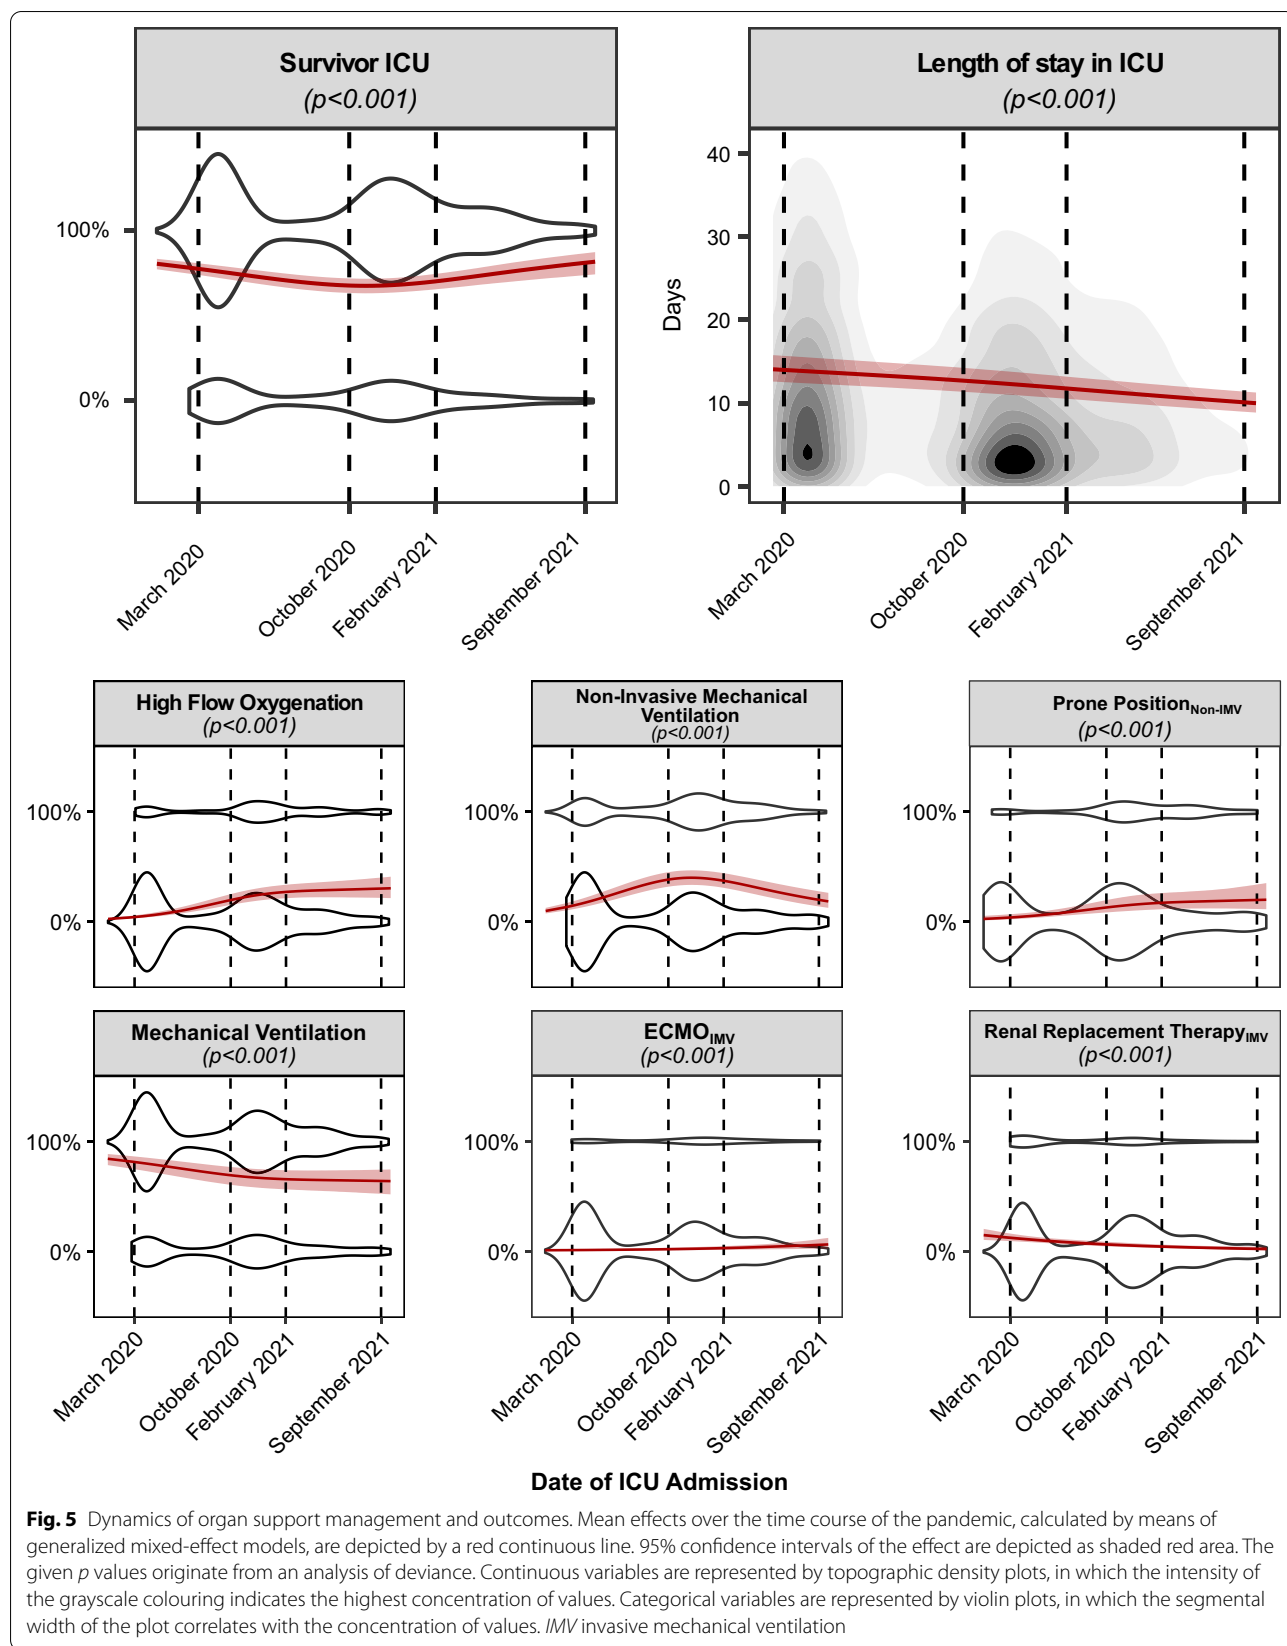 Survivor ICU
(p<0.001)
100%
0%
March 2020
October 2020
February 2021
September 2021
Length of stay in ICU
(p<0.001)
Days
40
30
20
10
0
March 2020
October 2020
February 2021
September 2021
High Flow Oxygenation
(p<0.001)
100%
0%
Non-Invasive Mechanical
Ventilation
(p<0.001)
100%
0%
Prone PositionNon-IMV
(p<0.001)
100%
0%
Mechanical Ventilation
(p<0.001)
100%
0%
March 2020
October 2020
February 2021
September 2021
ECMOIMV
(p<0.001)
100%
0%
March 2020
October 2020
February 2021
September 2021
Renal Replacement TherapyIMV
(p<0.001)
100%
0%
March 2020
October 2020
February 2021
September 2021
Date of ICU Admission
Fig. 5 Dynamics of organ support management and outcomes. Mean effects over the time course of the pandemic, calculated by means of
generalized mixed-effect models, are depicted by a red continuous line. 95% confidence intervals of the effect are depicted as shaded red area. The
given p values originate from an analysis of deviance. Continuous variables are represented by topographic density plots, in which the intensity of
the grayscale colouring indicates the highest concentration of values. Categorical variables are represented by violin plots, in which the segmental
width of the plot correlates with the concentration of values. IMV invasive mechanical ventilation